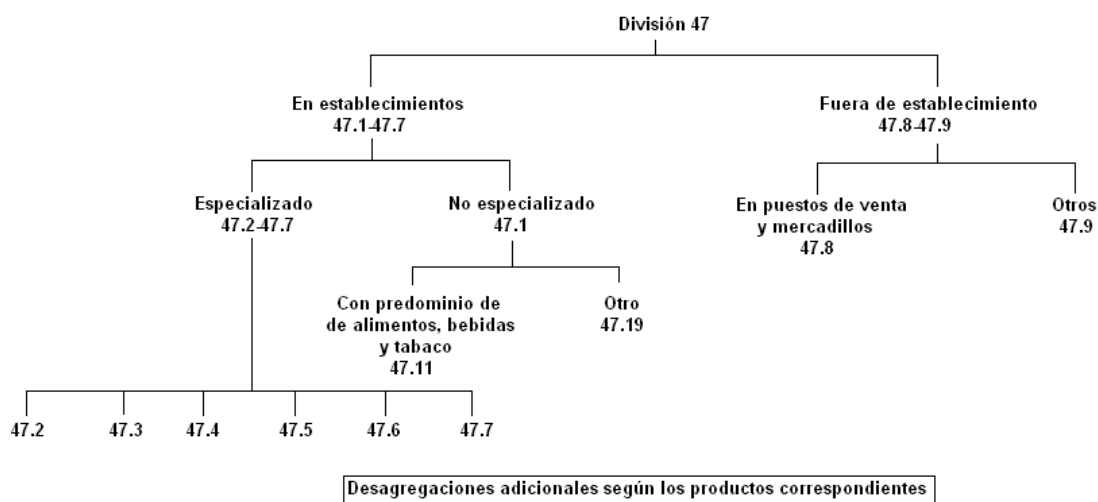 División 47
En establecimientos
47.1-47.7
Fuera de establecimiento
47.8-47.9
Especializado
47.2-47.7
No especializado
47.1
En puestos de venta
y mercadillos
47.8
Otros
47.9
Con predominio de
de alimentos, bebidas
y tabaco
47.11
Otro
47.19
47.2
47.3
47.4
47.5
47.6
47.7
Desagregaciones adicionales según los productos correspondientes